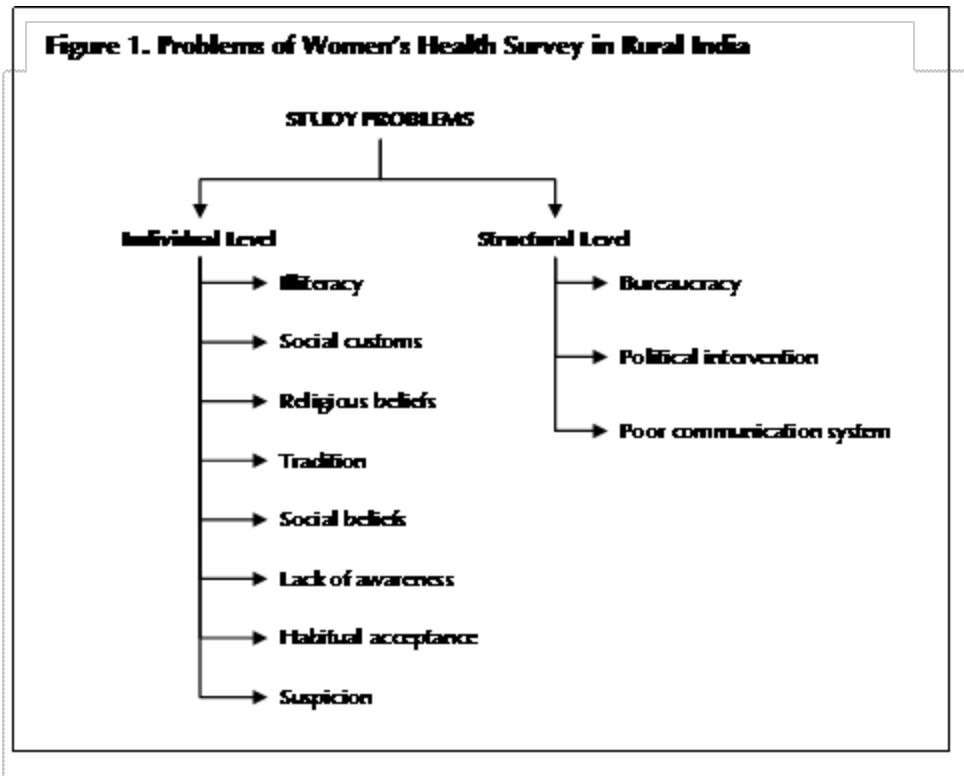 Figure 1. Problems of Women's Health Survey in Rural India
STUDY PROBLEMS
Individual Level
Structural Level
Illiteracy
Social customs
Religious beliefs
Tradition
Social beliefs
Lack of awareness
Habitual acceptance
Suspicion
Bureaucracy
Political intervention
Poor communication system